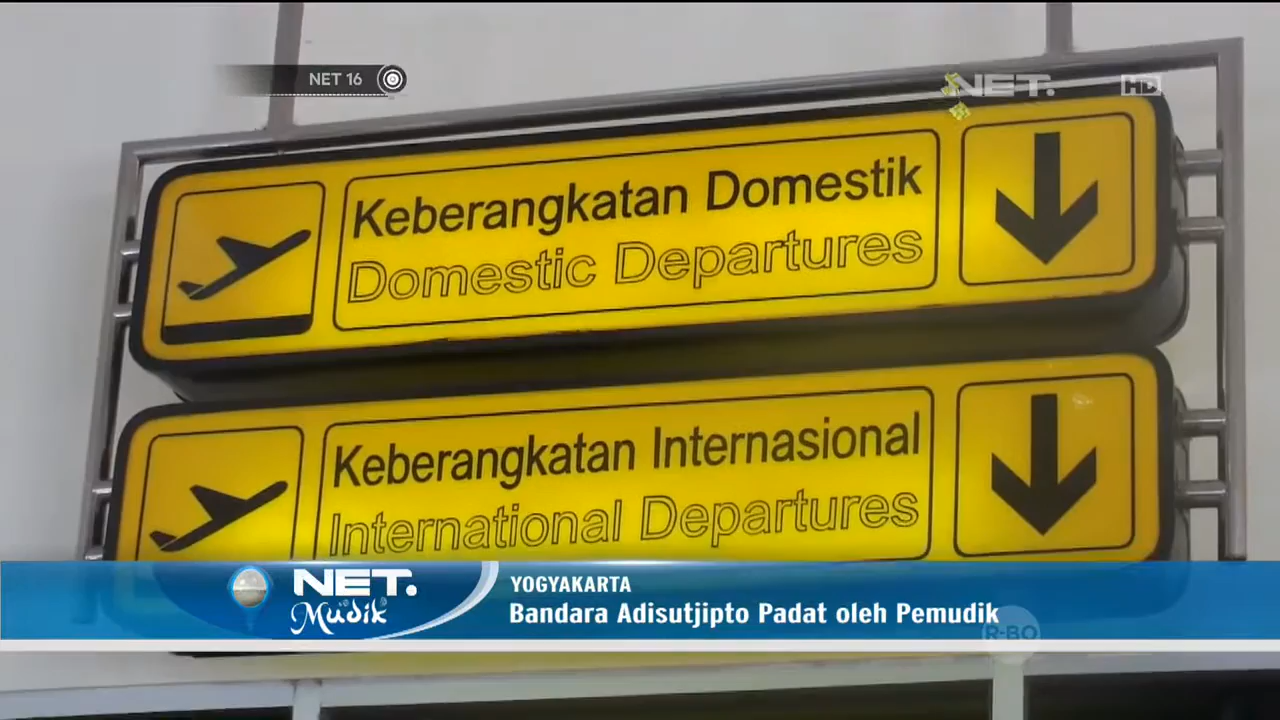 NET 16
NET.
HD
Keberangkatan Domestik
Domestic Departures
Keberangkatan Internasional
International Departures
NET.
Mudik
YOGYAKARTA
Bandara Adisutjipto Padat oleh Pemudik
R-BO